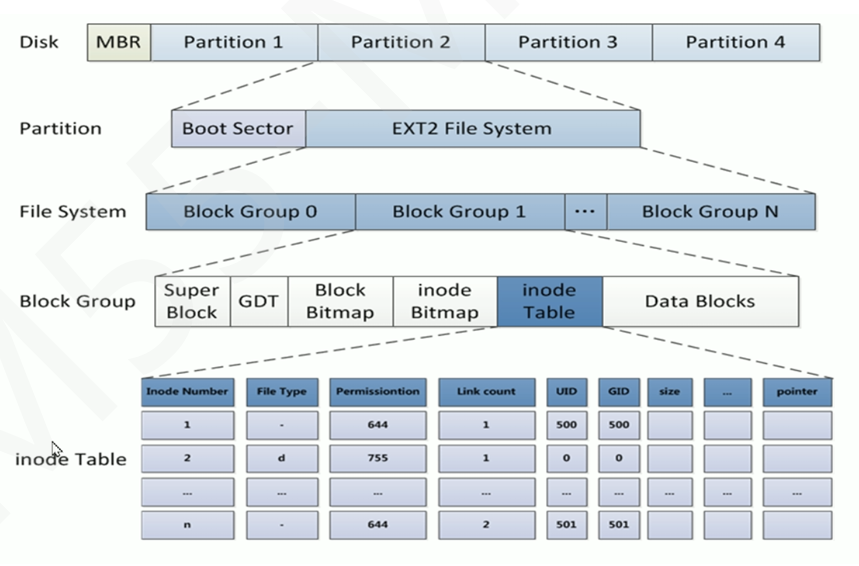 Disk MBR Partition 1 Partition 2 Partition 3 Partition 4
Partition Boot Sector EXT2 File System
File System Block Group 0 Block Group 1 ... Block Group N
Block Group Super Block GDT Block Bitmap inode Bitmap inode Table Data Blocks
inode Table
Inode Number File Type Permissiontion Link count UID GID size ... pointer
1 - 644 1 500 500
2 d 755 1 0 0
... ... ... ... ... ... ... ... ...
n - 644 2 501 501